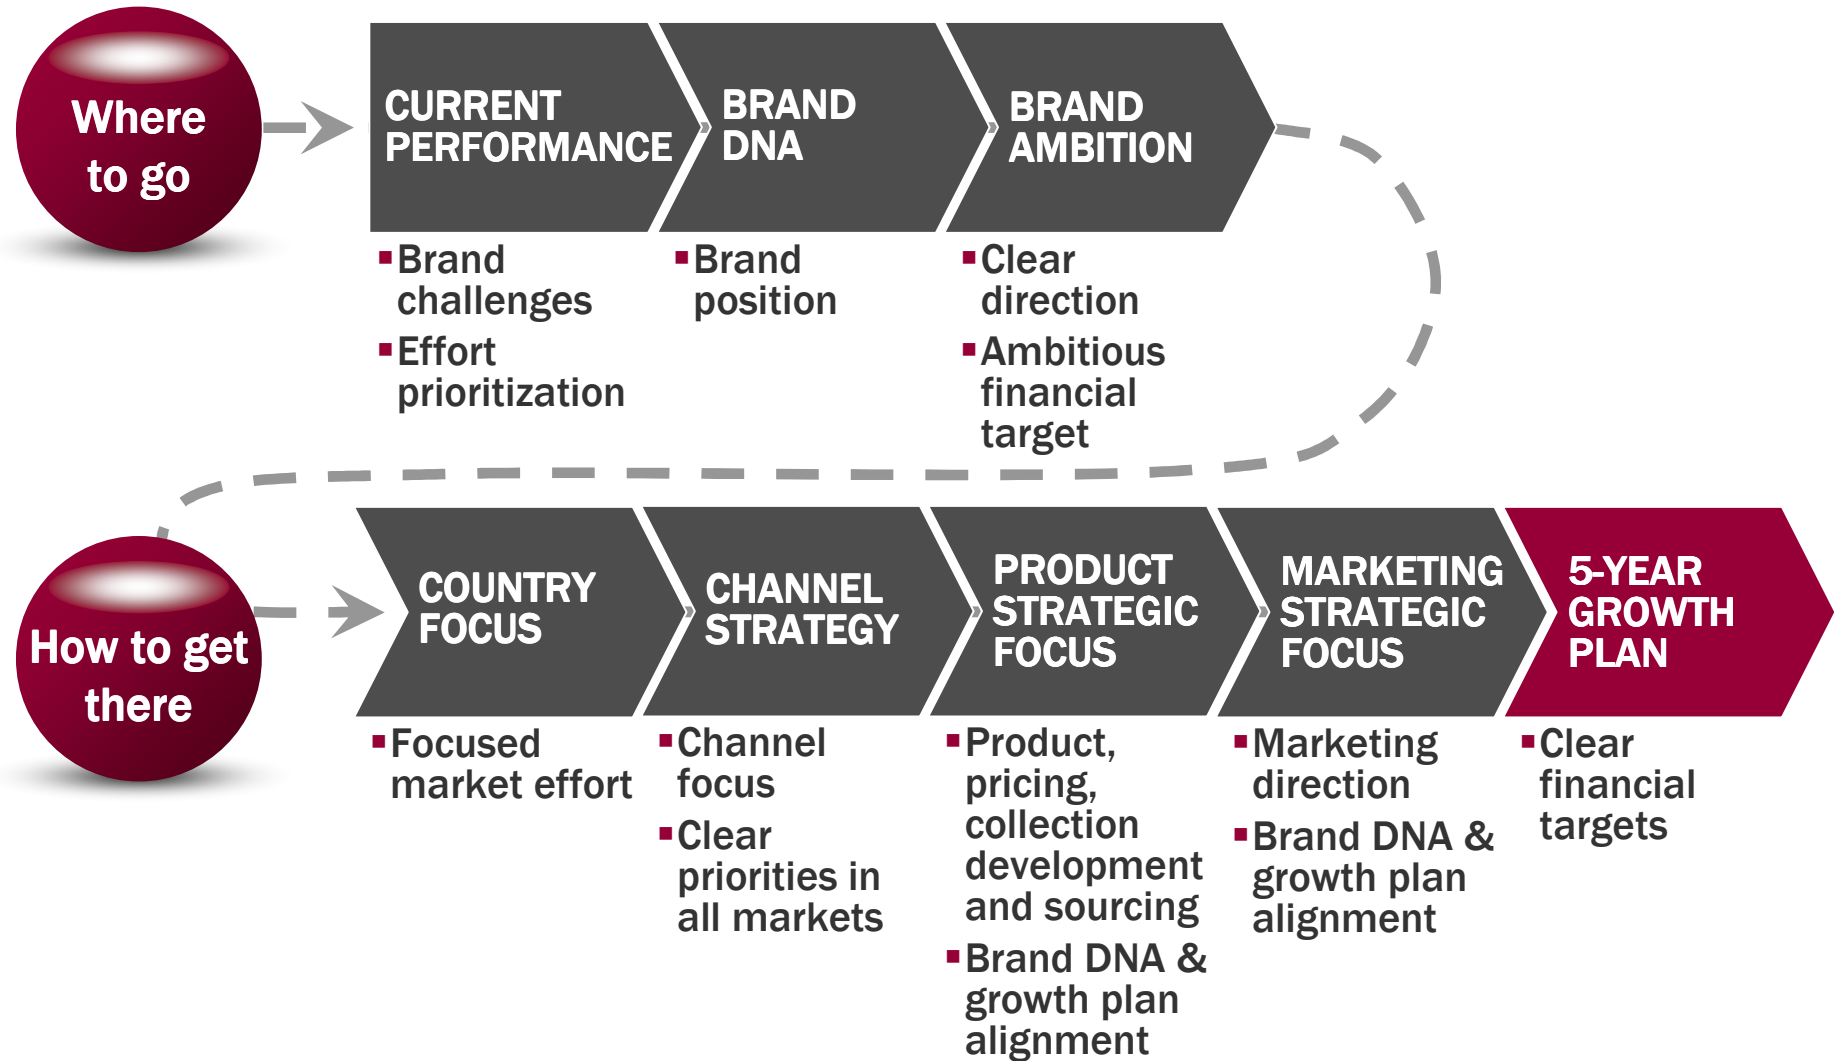 Where
to go
CURRENT
PERFORMANCE
BRAND
DNA
BRAND
AMBITION
▪Brand
challenges
▪Effort
prioritization
▪Brand
position
▪Clear
direction
▪Ambitious
financial
target
How to get
there
COUNTRY
FOCUS
CHANNEL
STRATEGY
PRODUCT
STRATEGIC
FOCUS
MARKETING
STRATEGIC
FOCUS
5-YEAR
GROWTH
PLAN
▪Focused
market effort
▪Channel
focus
▪Clear
priorities in
all markets
▪Product,
pricing,
collection
development
and sourcing
▪Brand DNA &
growth plan
alignment
▪Marketing
direction
▪Brand DNA &
growth plan
alignment
▪Clear
financial
targets